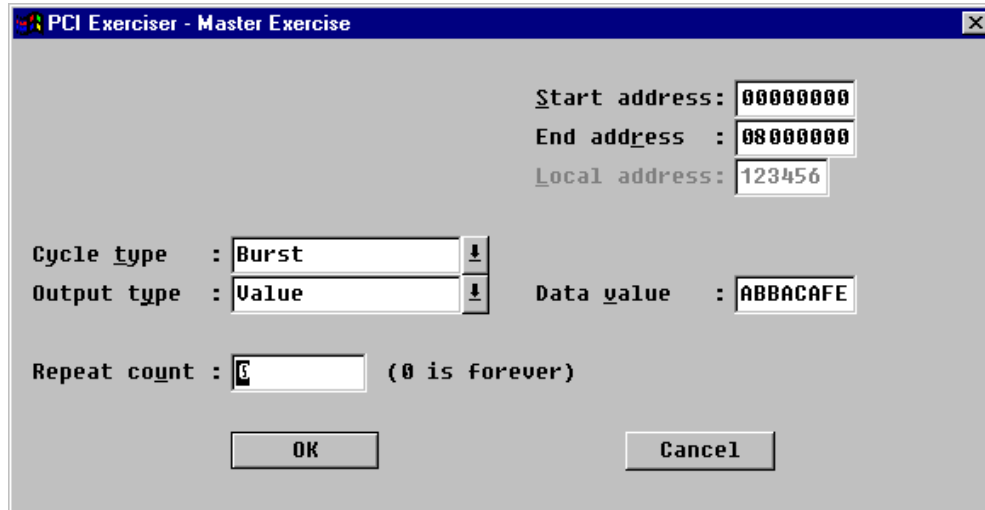 PCI Exerciser - Master Exercise
Start address: 00000000
End address : 08000000
Local address: 123456
Cycle type : Burst
Output type : Value
Data value : ABBACAFE
Repeat count : (0 is forever)
OK
Cancel